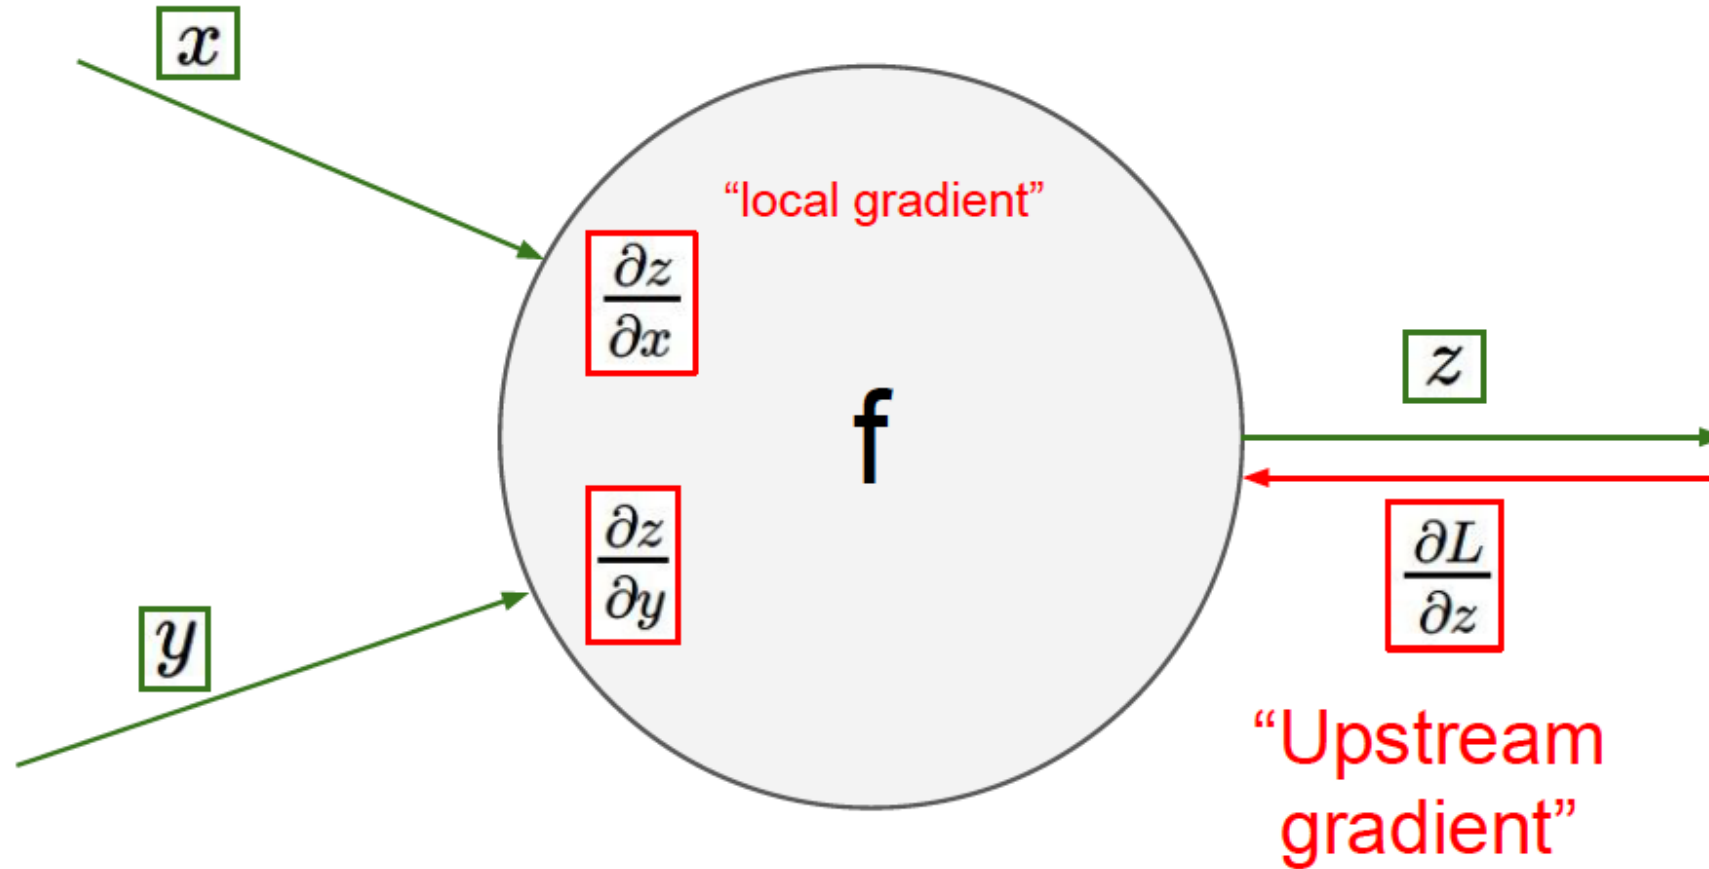 x
“local gradient”
∂z
∂x
z
f
∂z
∂y
∂L
∂z
y
“Upstream
gradient”